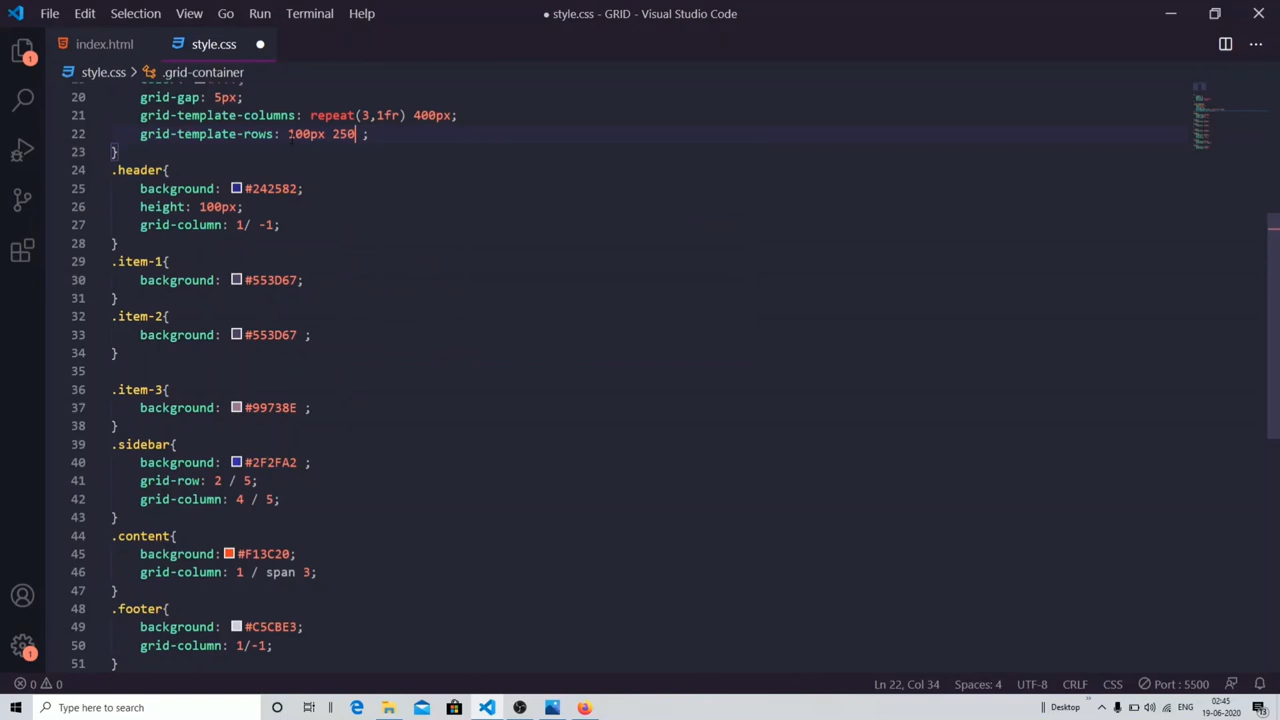 File Edit Selection View Go Run Terminal Help ● style.css - GRID - Visual Studio Code
index.html style.css
style.css > .grid-container
20 grid-gap: 5px;
21 grid-template-columns: repeat(3,1fr) 400px;
22 grid-template-rows: 100px 250 ;
23 }
24 .header{
25 background: #242582;
26 height: 100px;
27 grid-column: 1/ -1;
28 }
29 .item-1{
30 background: #553D67;
31 }
32 .item-2{
33 background: #553D67 ;
34 }
35
36 .item-3{
37 background: #99738E ;
38 }
39 .sidebar{
40 background: #2F2FA2 ;
41 grid-row: 2 / 5;
42 grid-column: 4 / 5;
43 }
44 .content{
45 background: #F13C20;
46 grid-column: 1 / span 3;
47 }
48 .footer{
49 background: #C5CBE3;
50 grid-column: 1/-1;
51 }
0 0 Ln 22, Col 34 Spaces: 4 UTF-8 CRLF CSS Port : 5500
Type here to search Desktop ENG 02:45
19-06-2020